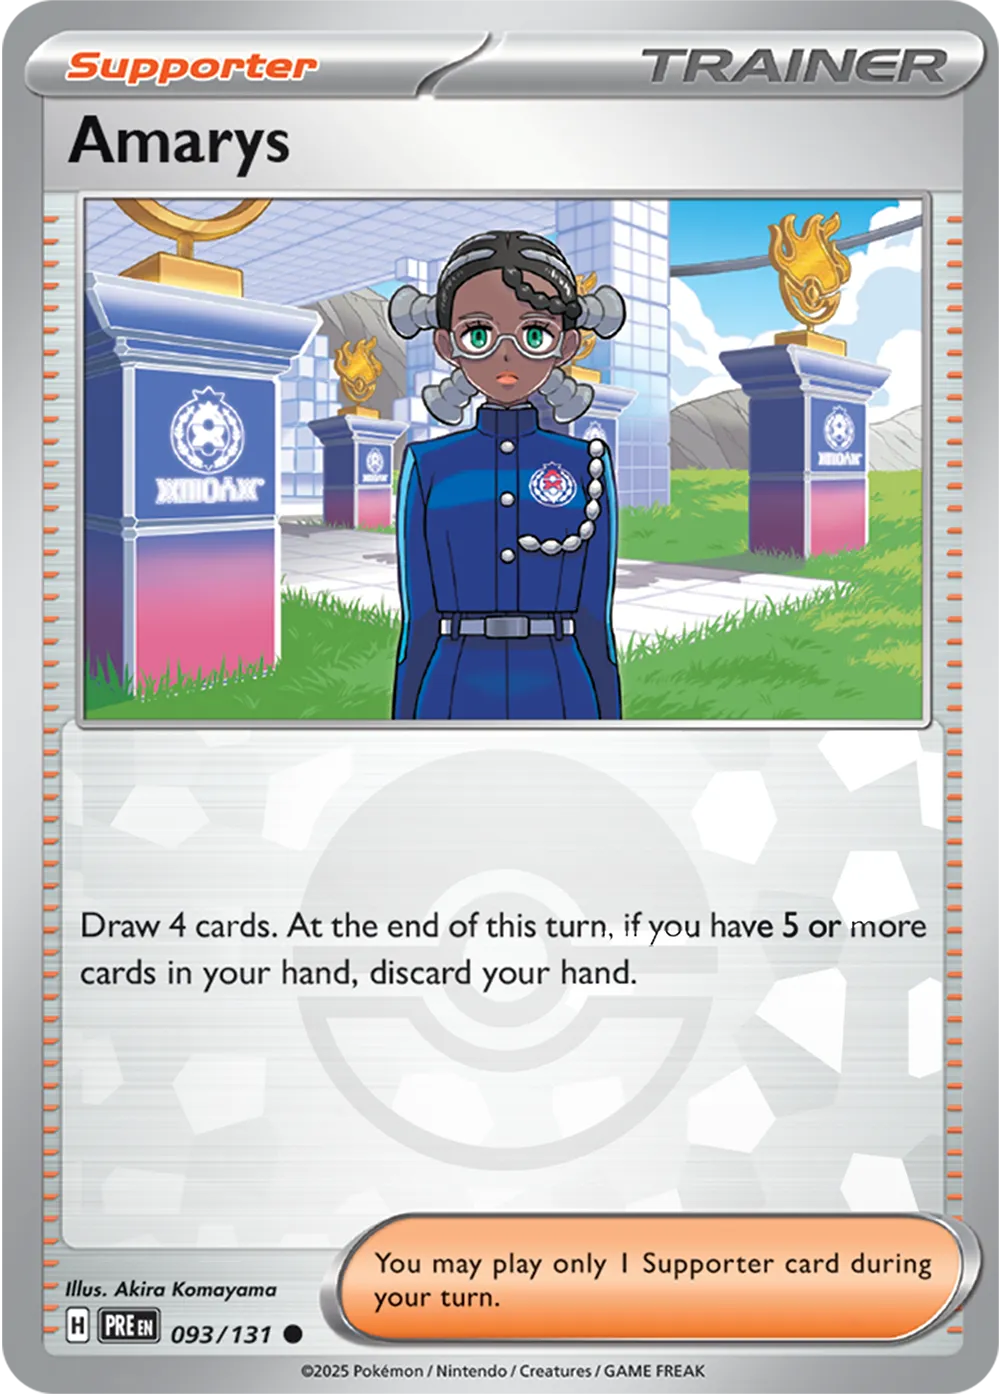 Supporter
TRAINER
Amarys
Draw 4 cards. At the end of this turn, if you have 5 or more
cards in your hand, discard your hand.
You may play only 1 Supporter card during
your turn.
Illus. Akira Komayama
H PRE EN 093/131
©2025 Pokémon / Nintendo / Creatures / GAME FREAK